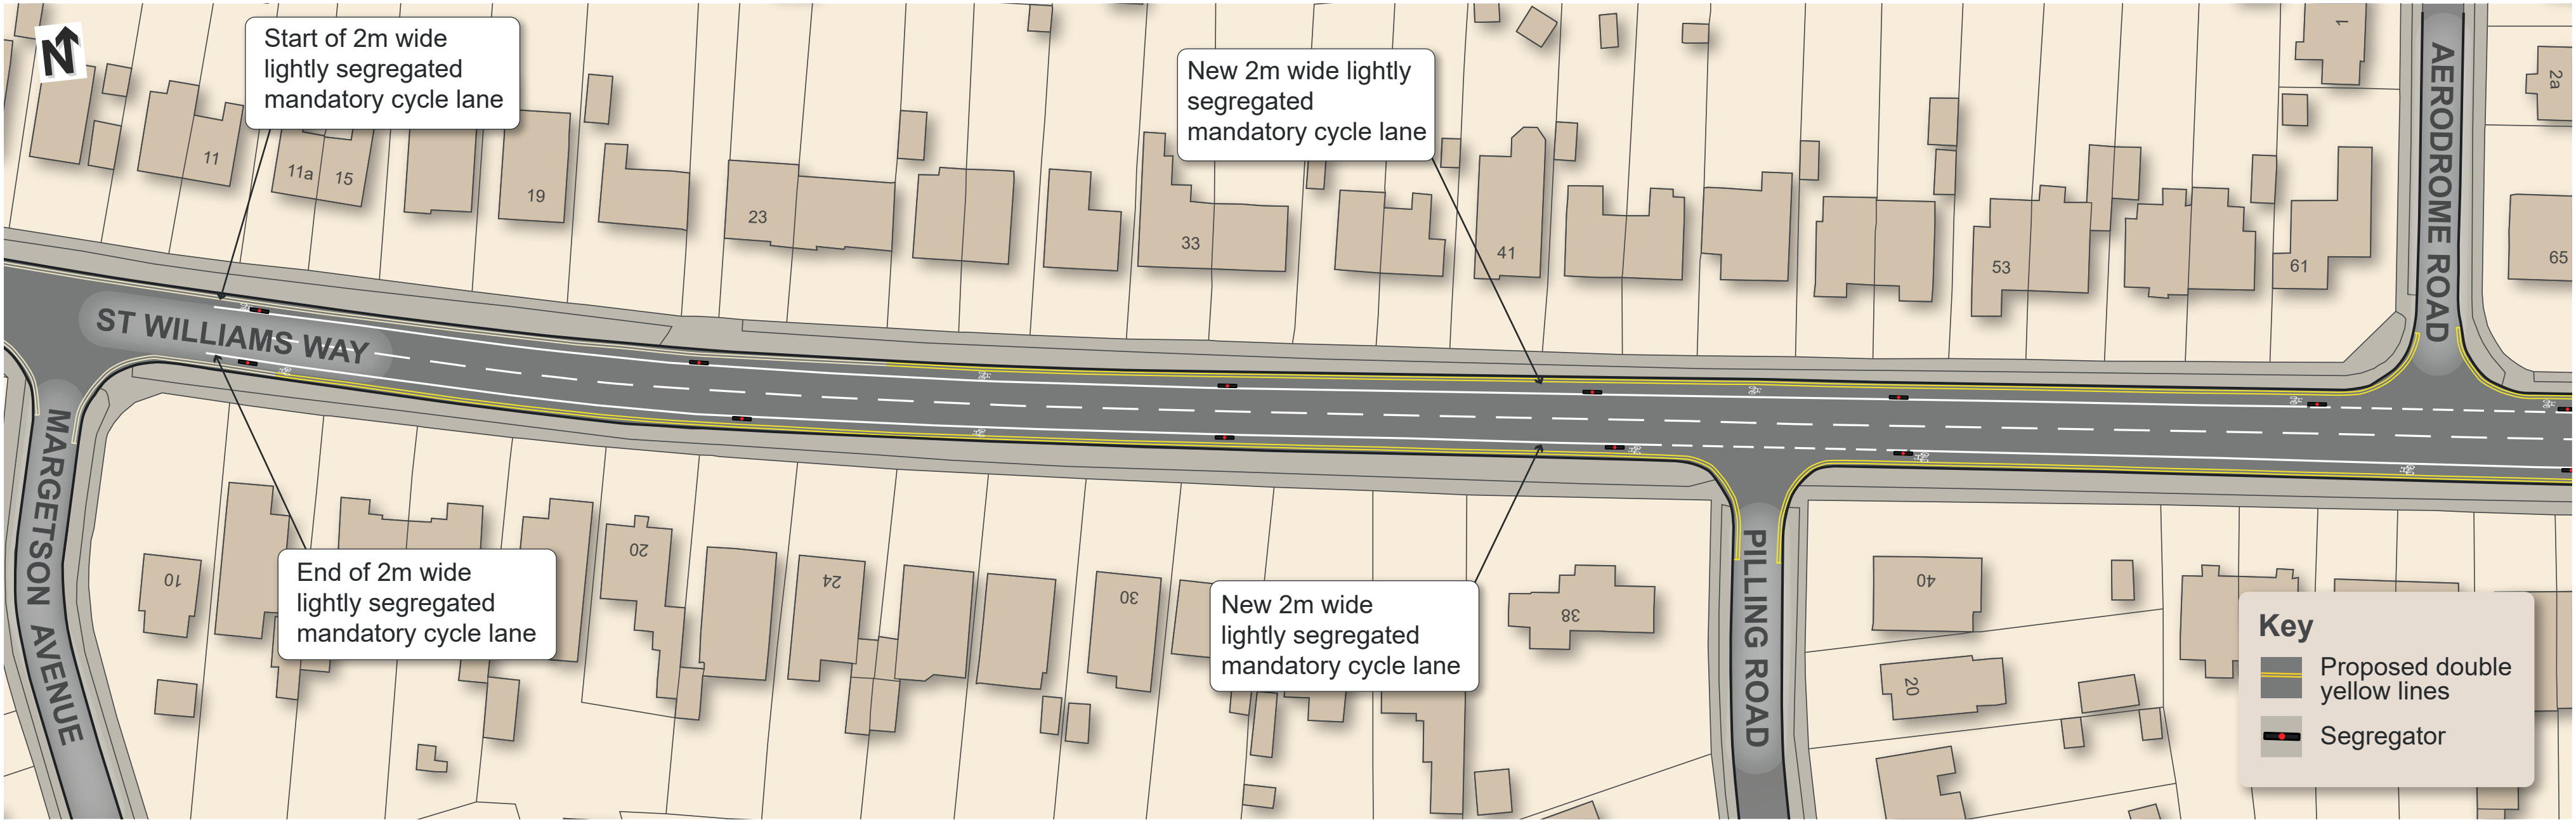 N
Start of 2m wide
lightly segregated
mandatory cycle lane
New 2m wide lightly
segregated
mandatory cycle lane
1
2a
11
11a
15
19
23
33
41
53
61
65
AERODROME ROAD
ST WILLIAMS WAY
MARGETSON AVENUE
PILLING ROAD
10
20
24
30
38
40
20
End of 2m wide
lightly segregated
mandatory cycle lane
New 2m wide
lightly segregated
mandatory cycle lane
Key
Proposed double
yellow lines
Segregator